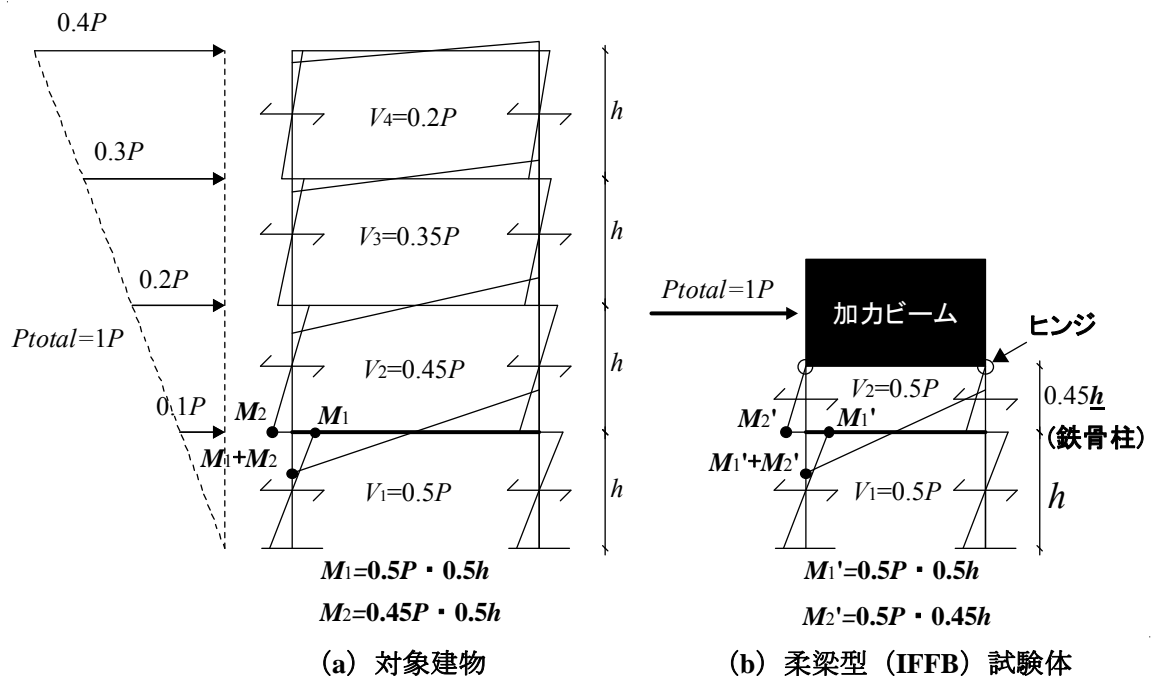 0.4P
0.3P
0.2P
Ptotal=1P
0.1P
V4=0.2P
V3=0.35P
V2=0.45P
M2
M1
M1+M2
V1=0.5P
h
h
h
h
M1=0.5P・0.5h
M2=0.45P・0.5h
(a) 対象建物
Ptotal=1P
加力ビーム
ヒンジ
V2=0.5P
0.45h
(鉄骨柱)
M2'
M1'
M1'+M2'
V1=0.5P
h
M1'=0.5P・0.5h
M2'=0.5P・0.45h
(b) 柔梁型 (IFFB) 試験体